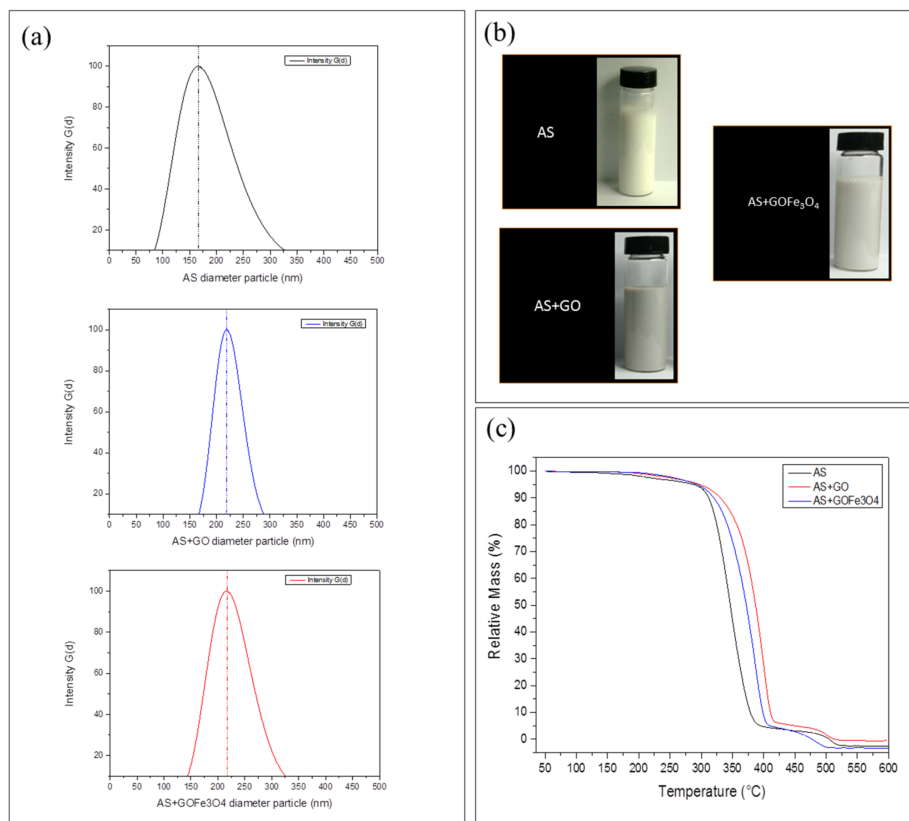 (a)
Intensity G(d)
100
80
60
40
20
Intensity G(d)
0 50 100 150 200 250 300 350 400 450 500
AS diameter particle (nm)
Intensity G(d)
100
80
60
40
20
Intensity G(d)
0 50 100 150 200 250 300 350 400 450 500
AS+GO diameter particle (nm)
Intensity G(d)
100
80
60
40
20
Intensity G(d)
0 50 100 150 200 250 300 350 400 450 500
AS+GOFe3O4 diameter particle (nm)
(b)
AS
AS+GOFe₃O₄
AS+GO
(c)
AS
AS+GO
AS+GOFe3O4
100
90
80
70
60
50
40
30
20
10
0
Relative Mass (%)
50 100 150 200 250 300 350 400 450 500 550 600
Temperature (°C)